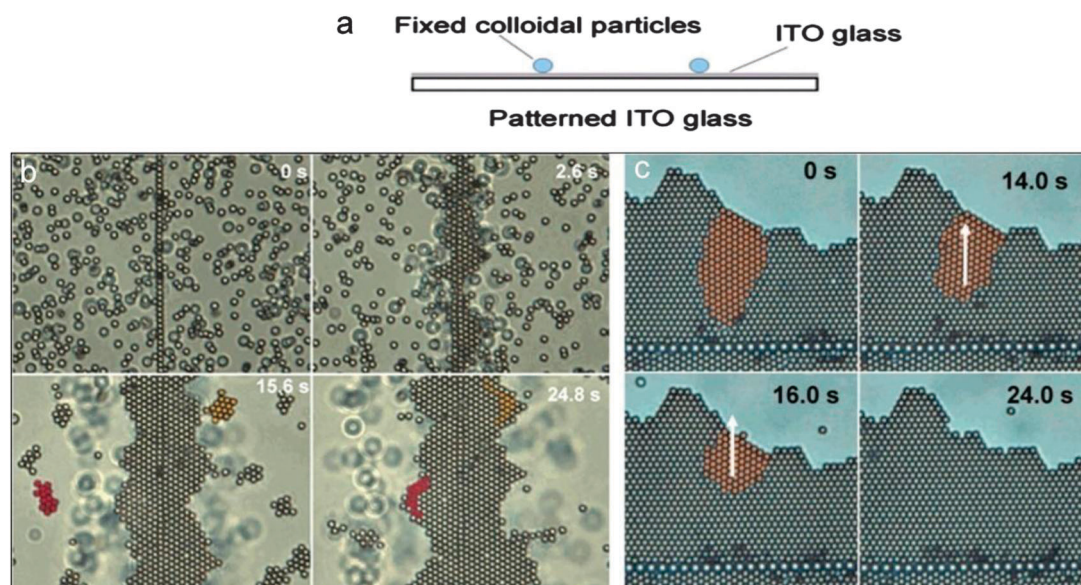 a
Fixed colloidal particles
ITO glass
Patterned ITO glass
b
0 s
2.6 s
15.6 s
24.8 s
c
0 s
14.0 s
16.0 s
24.0 s